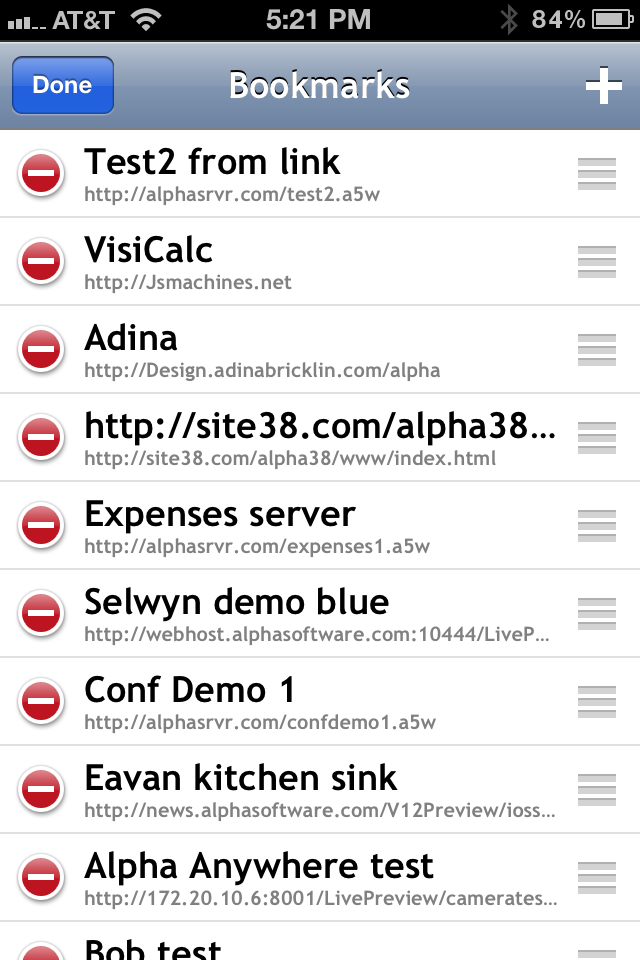 AT&T 5:21 PM 84%
Done Bookmarks
Test2 from link
http://alphasrvr.com/test2.a5w
VisiCalc
http://Jsmachines.net
Adina
http://Design.adinabricklin.com/alpha
http://site38.com/alpha38...
http://site38.com/alpha38/www/index.html
Expenses server
http://alphasrvr.com/expenses1.a5w
Selwyn demo blue
http://webhost.alphasoftware.com:10444/LiveP...
Conf Demo 1
http://alphasrvr.com/confdemo1.a5w
Eavan kitchen sink
http://news.alphasoftware.com/V12Preview/ioss...
Alpha Anywhere test
http://172.20.10.6:8001/LivePreview/camerates...
Bob test